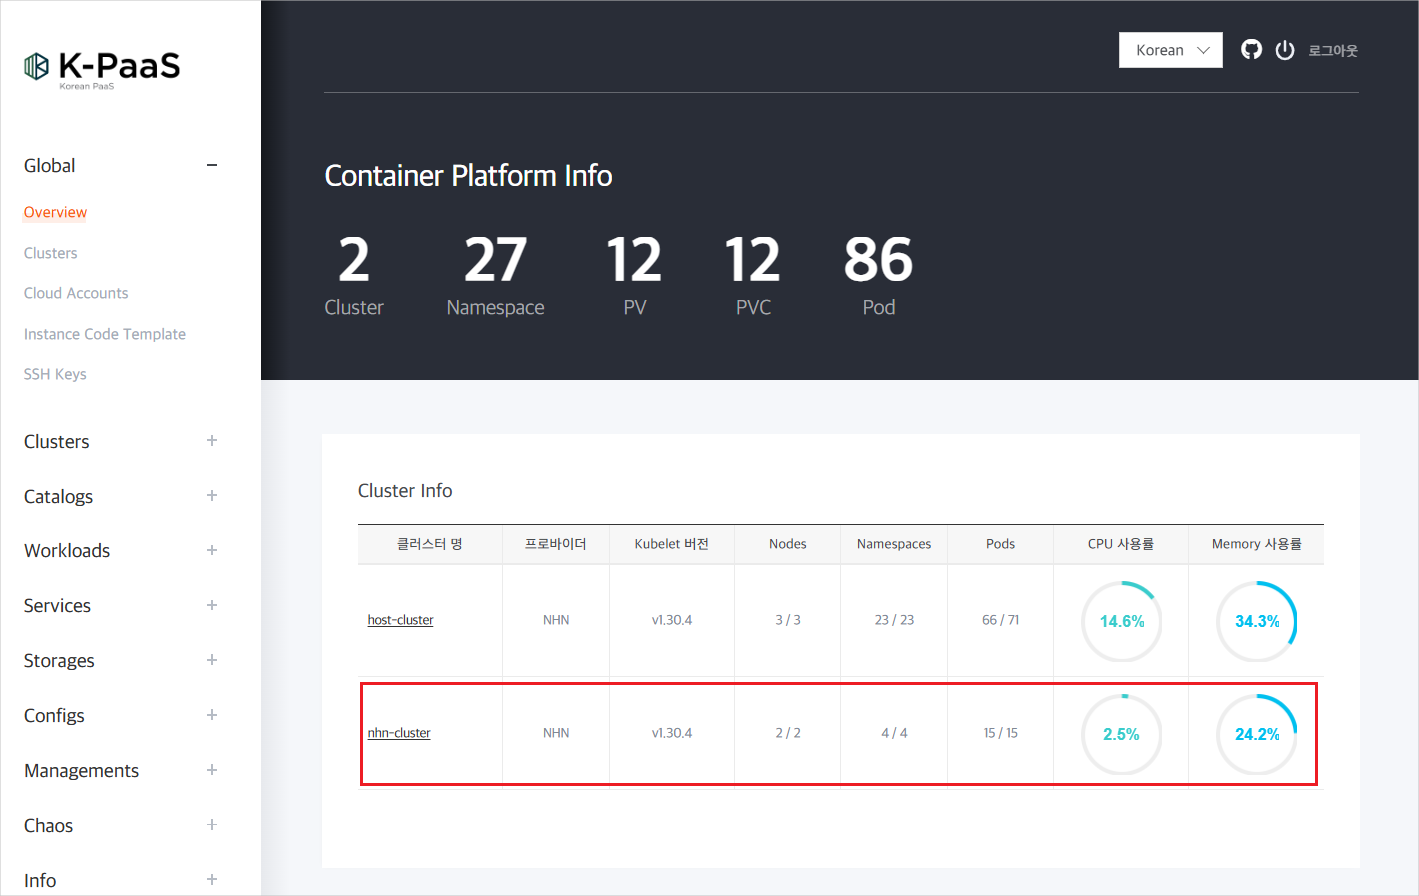 K-PaaS
Korean PaaS
Global
Overview
Clusters
Cloud Accounts
Instance Code Template
SSH Keys
Clusters
Catalogs
Workloads
Services
Storages
Configs
Managements
Chaos
Info
Korean
로그아웃
Container Platform Info
2 27 12 12 86
Cluster Namespace PV PVC Pod
Cluster Info
클러스터 명 프로바이더 Kubelet 버전 Nodes Namespaces Pods CPU 사용률 Memory 사용률
host-cluster NHN v1.30.4 3 / 3 23 / 23 66 / 71 14.6% 34.3%
nhn-cluster NHN v1.30.4 2 / 2 4 / 4 15 / 15 2.5% 24.2%